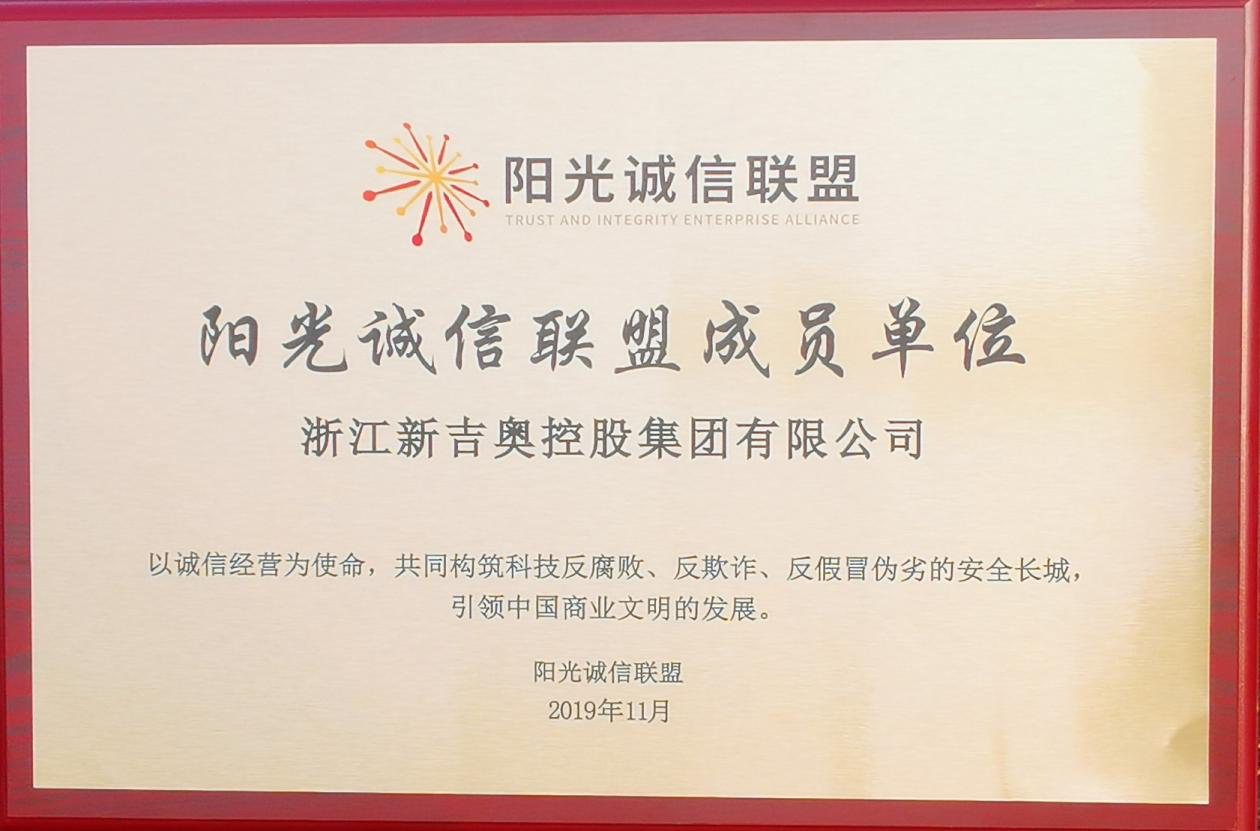 阳光诚信联盟
TRUST AND INTEGRITY ENTERPRISE ALLIANCE
阳光诚信联盟成员单位
浙江新吉奥控股集团有限公司
以诚信经营为使命，共同构筑科技反腐败、反欺诈、反假冒伪劣的安全长城，
引领中国商业文明的发展。
阳光诚信联盟
2019年11月